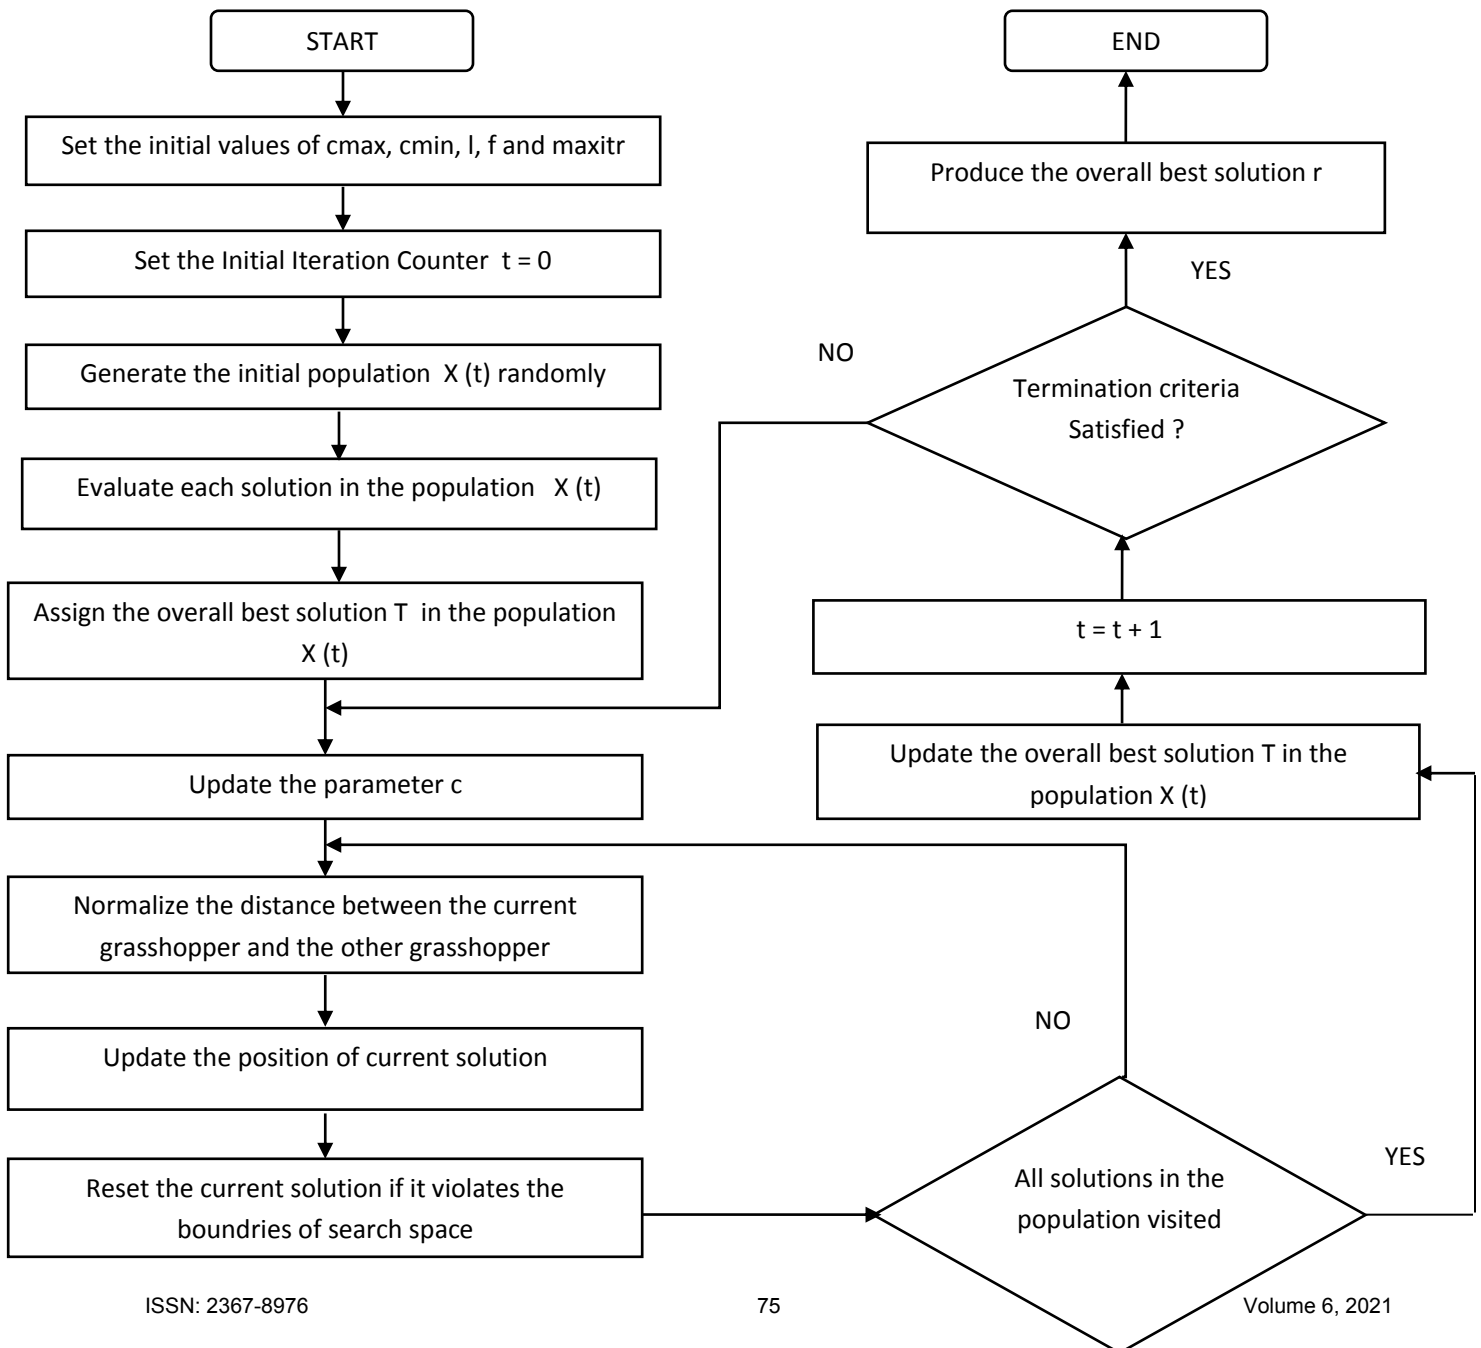 START
Set the initial values of cmax, cmin, l, f and maxitr
Set the Initial Iteration Counter t = 0
Generate the initial population X (t) randomly
Evaluate each solution in the population X (t)
Assign the overall best solution T in the population
X (t)
Update the parameter c
Normalize the distance between the current
grasshopper and the other grasshopper
Update the position of current solution
Reset the current solution if it violates the
boundries of search space
All solutions in the
population visited
NO
YES
Update the overall best solution T in the
population X (t)
t = t + 1
Termination criteria
Satisfied ?
NO
YES
Produce the overall best solution r
END
ISSN: 2367-8976
75
Volume 6, 2021